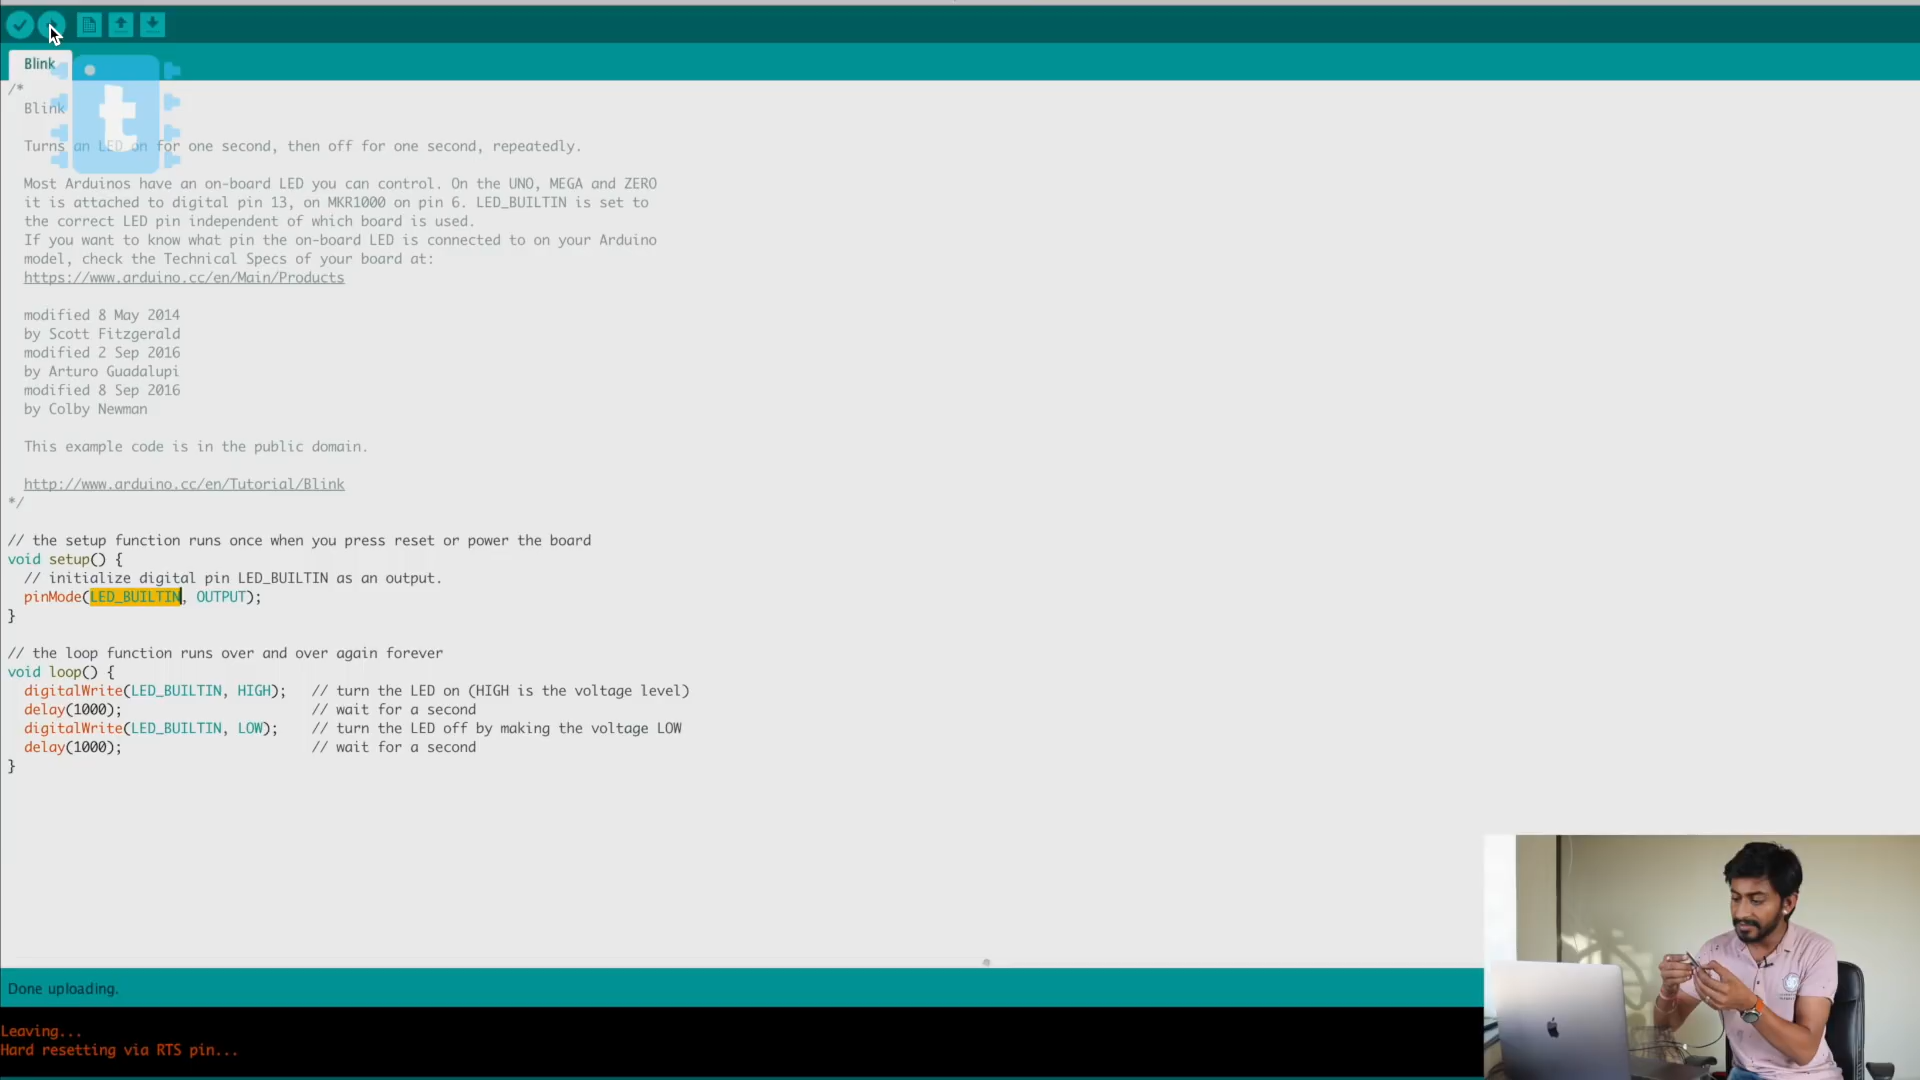 Blink
/*
Blink
Turns an LED on for one second, then off for one second, repeatedly.
Most Arduinos have an on-board LED you can control. On the UNO, MEGA and ZERO
it is attached to digital pin 13, on MKR1000 on pin 6. LED_BUILTIN is set to
the correct LED pin independent of which board is used.
If you want to know what pin the on-board LED is connected to on your Arduino
model, check the Technical Specs of your board at:
https://www.arduino.cc/en/Main/Products
modified 8 May 2014
by Scott Fitzgerald
modified 2 Sep 2016
by Arturo Guadalupi
modified 8 Sep 2016
by Colby Newman
This example code is in the public domain.
http://www.arduino.cc/en/Tutorial/Blink
*/
// the setup function runs once when you press reset or power the board
void setup() {
// initialize digital pin LED_BUILTIN as an output.
pinMode(LED_BUILTIN, OUTPUT);
}
// the loop function runs over and over again forever
void loop() {
digitalWrite(LED_BUILTIN, HIGH);   // turn the LED on (HIGH is the voltage level)
delay(1000);                       // wait for a second
digitalWrite(LED_BUILTIN, LOW);    // turn the LED off by making the voltage LOW
delay(1000);                       // wait for a second
}
Done uploading.
Leaving...
Hard resetting via RTS pin...
t